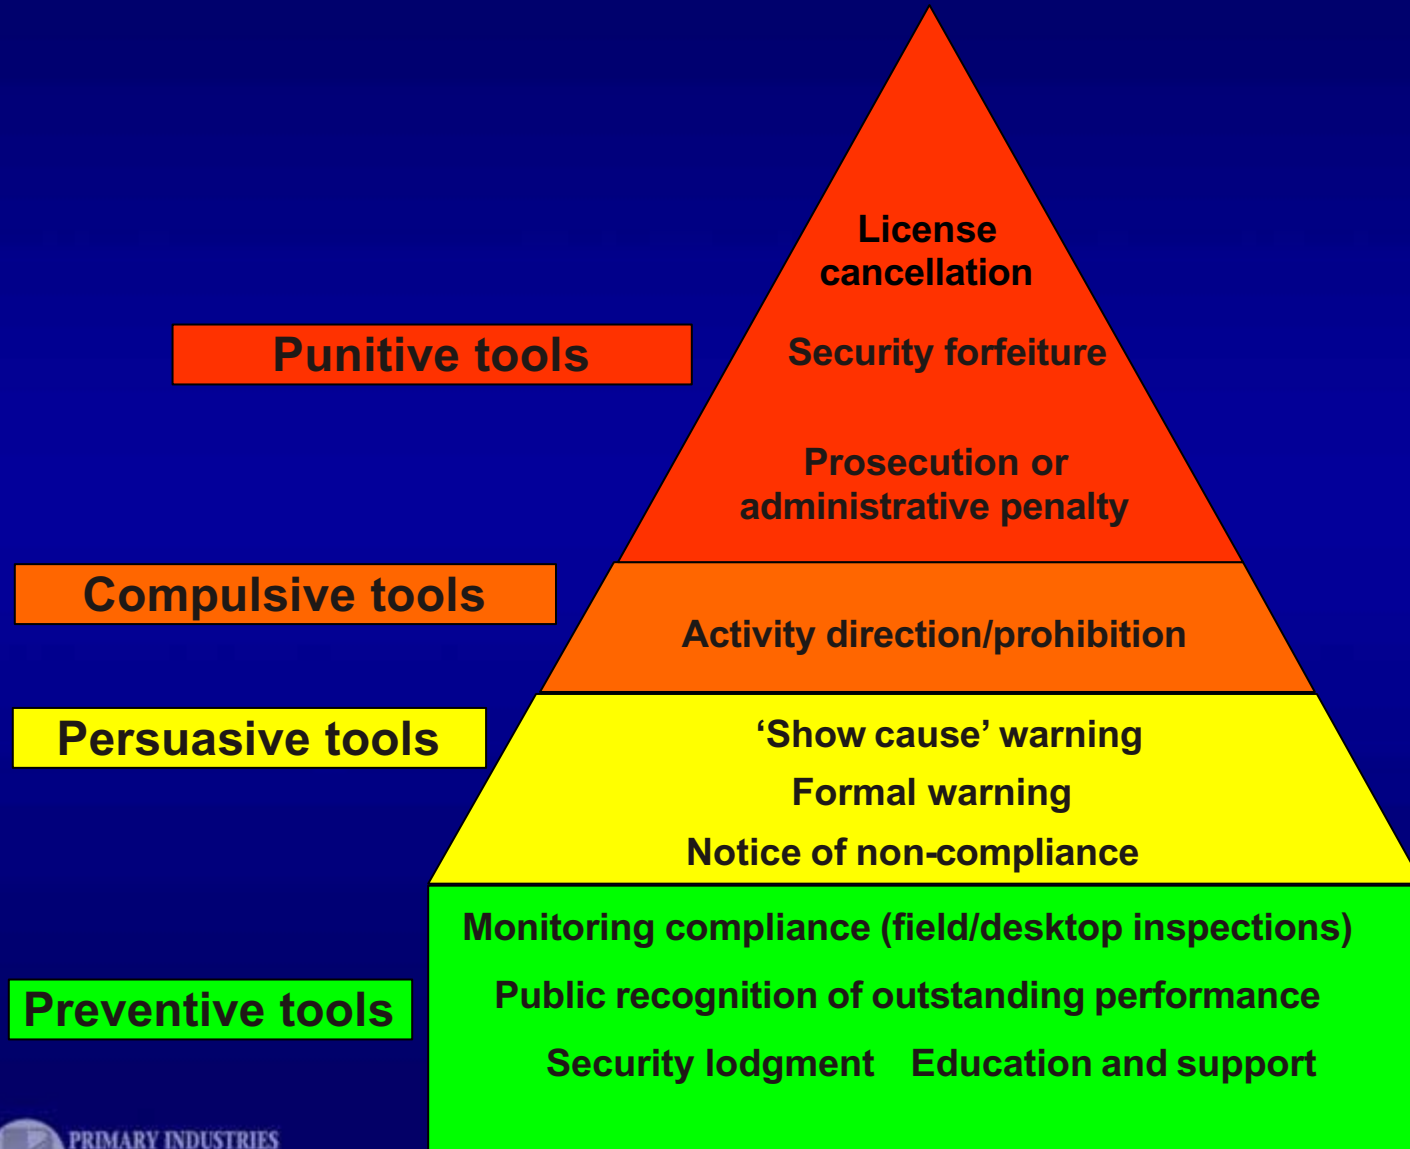 License
cancellation
Punitive tools
Security forfeiture
Prosecution or
administrative penalty
Compulsive tools
Activity direction/prohibition
Persuasive tools
‘Show cause’ warning
Formal warning
Notice of non-compliance
Monitoring compliance (field/desktop inspections)
Preventive tools
Public recognition of outstanding performance
Security lodgment Education and support
PRIMARY INDUSTRIES